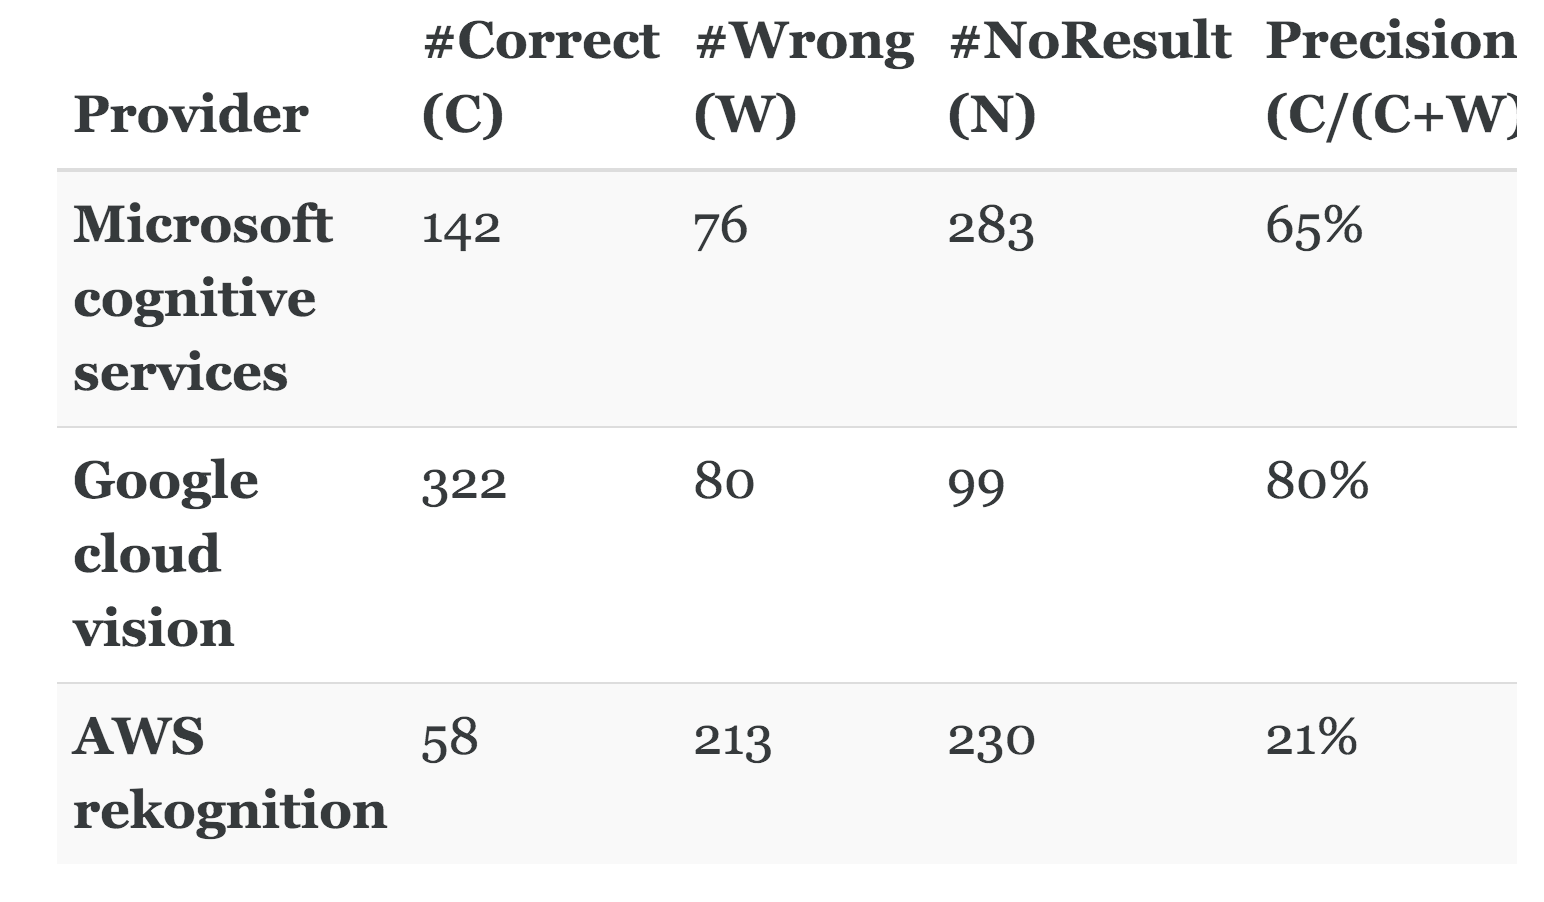 Provider #Correct (C) #Wrong (W) #NoResult (N) Precision (C/(C+W)
Microsoft cognitive services 142 76 283 65%
Google cloud vision 322 80 99 80%
AWS rekognition 58 213 230 21%